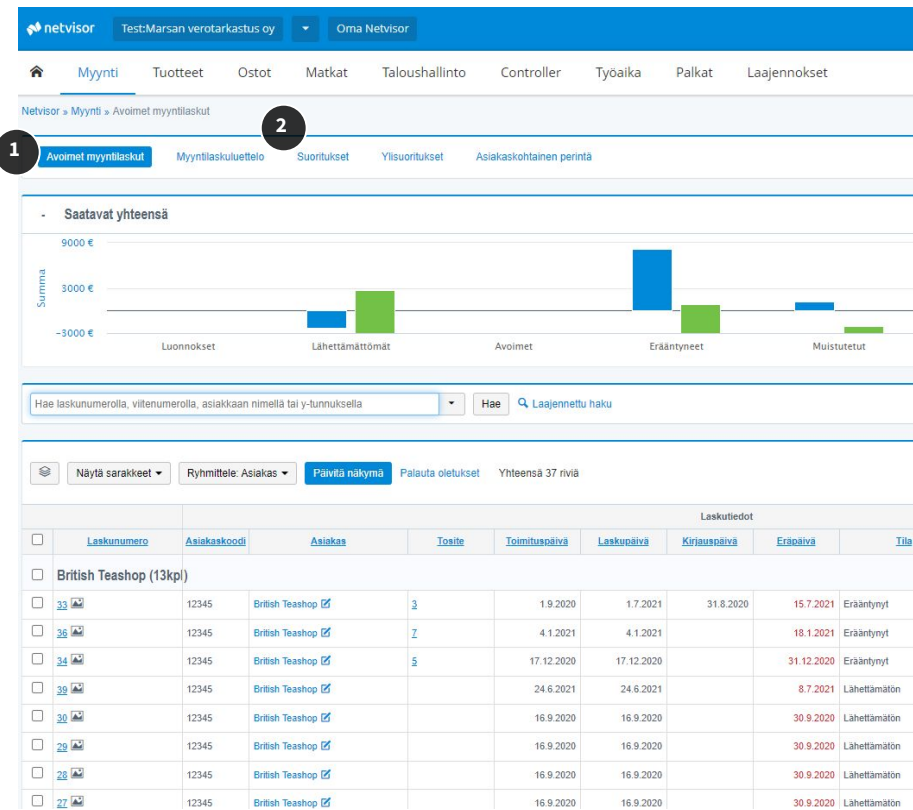 netvisor Test:Marsan verotarkastus oy Oma Netvisor
Myynti Tuotteet Ostot Matkat Taloushallinto Controller Työaika Palkat Laajennokset
Netvisor » Myynti » Avoimet myyntilaskut
2
1
Avoimet myyntilaskut Myyntilaskuluettelo Suoritukset Ylisuoritukset Asiakaskohtainen perintä
- Saatavat yhteensä
9000 €
Summa
3000 €
-3000 €
Luonnokset Lähettämättömät Avoimet Erääntyneet Muistutetut
Hae laskunumerolla, viitenumerolla, asiakkaan nimellä tai y-tunnuksella Hae Laajennettu haku
Näytä sarakkeet Ryhmittele: Asiakas Päivitä näkymä Palauta oletukset Yhteensä 37 riviä
Laskutiedot
Laskunumero Asiakaskoodi Asiakas Tosite Toimituspäivä Laskupäivä Kirjauspäivä Eräpäivä Tila
British Teashop (13kpl)
33 12345 British Teashop 3 1.9.2020 1.7.2021 31.8.2020 15.7.2021 Erääntynyt
36 12345 British Teashop 7 4.1.2021 4.1.2021 18.1.2021 Erääntynyt
34 12345 British Teashop 5 17.12.2020 17.12.2020 31.12.2020 Erääntynyt
39 12345 British Teashop 24.6.2021 24.6.2021 8.7.2021 Lähettämätön
30 12345 British Teashop 16.9.2020 16.9.2020 30.9.2020 Lähettämätön
29 12345 British Teashop 16.9.2020 16.9.2020 30.9.2020 Lähettämätön
28 12345 British Teashop 16.9.2020 16.9.2020 30.9.2020 Lähettämätön
27 12345 British Teashop 16.9.2020 16.9.2020 30.9.2020 Lähettämätön